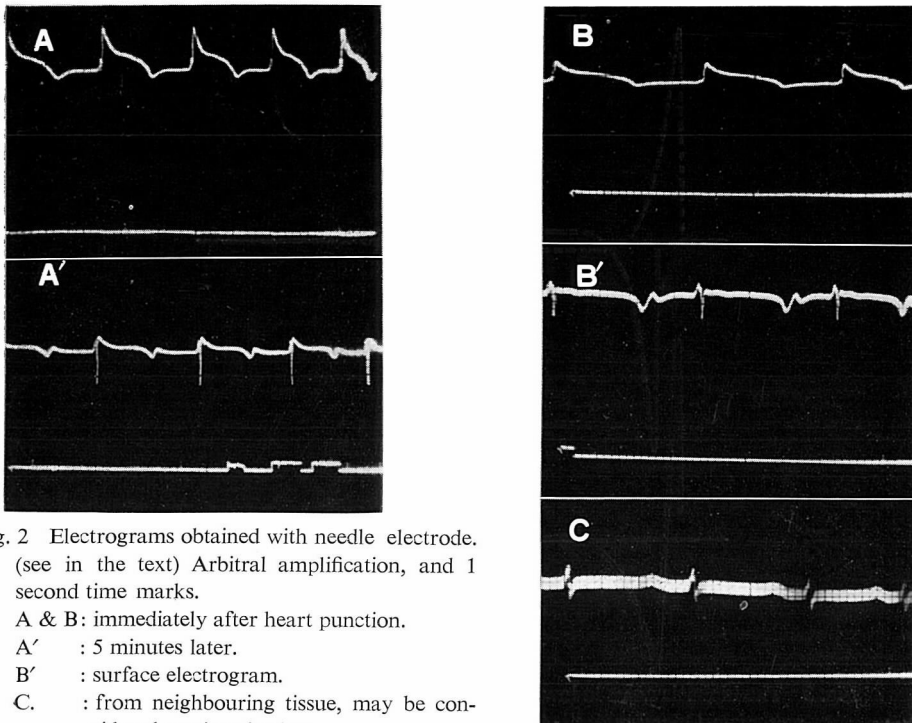 A
B
A′
B′
C
g. 2 Electrograms obtained with needle electrode.
(see in the text) Arbitral amplification, and 1
second time marks.
A & B: immediately after heart punction.
A′ : 5 minutes later.
B′ : surface electrogram.
C. : from neighbouring tissue, may be con-